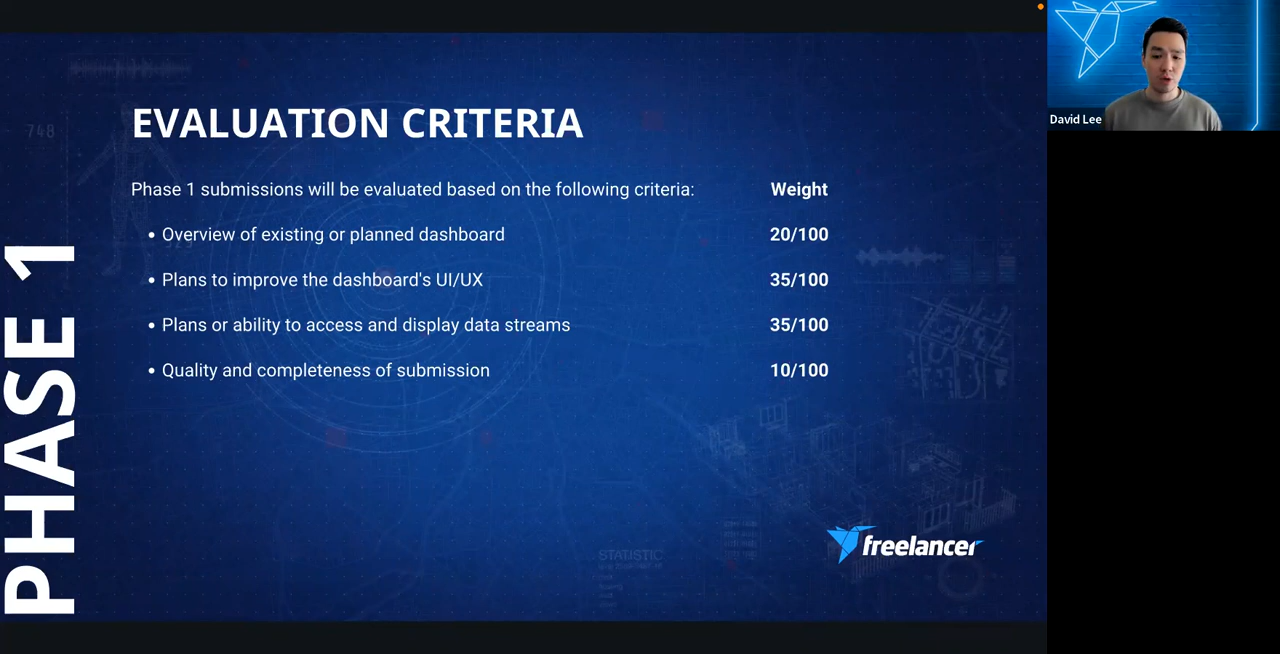 EVALUATION CRITERIA
Phase 1 submissions will be evaluated based on the following criteria: Weight
• Overview of existing or planned dashboard 20/100
• Plans to improve the dashboard's UI/UX 35/100
• Plans or ability to access and display data streams 35/100
• Quality and completeness of submission 10/100
PHASE 1
748
STATISTIC
freelancer
David Lee